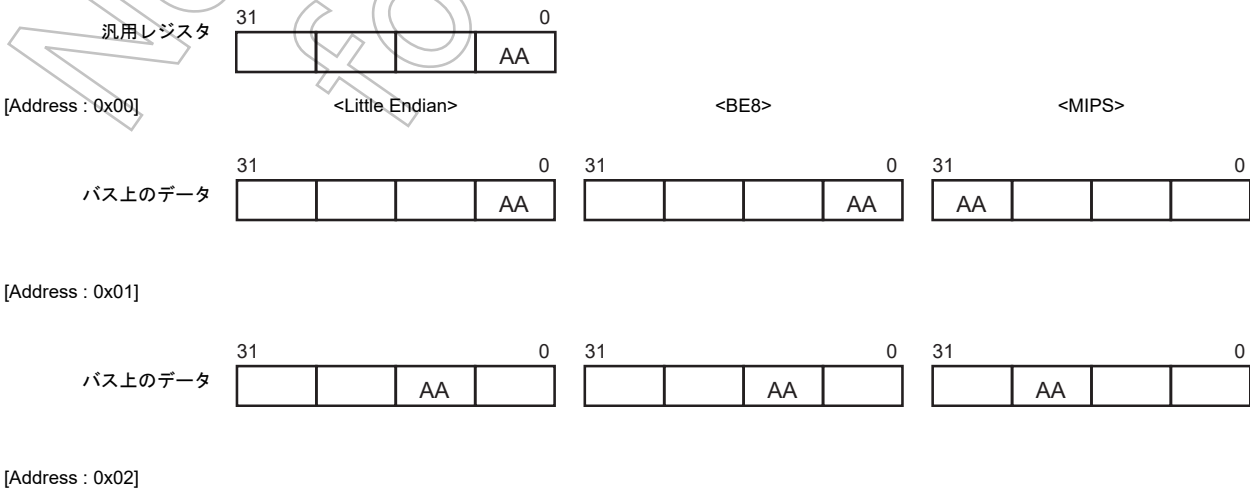 31 0
汎用レジスタ
AA
[Address : 0x00] <Little Endian> <BE8> <MIPS>
31 0 31 0 31 0
バス上のデータ
AA AA AA
[Address : 0x01]
31 0 31 0 31 0
バス上のデータ
AA AA AA
[Address : 0x02]